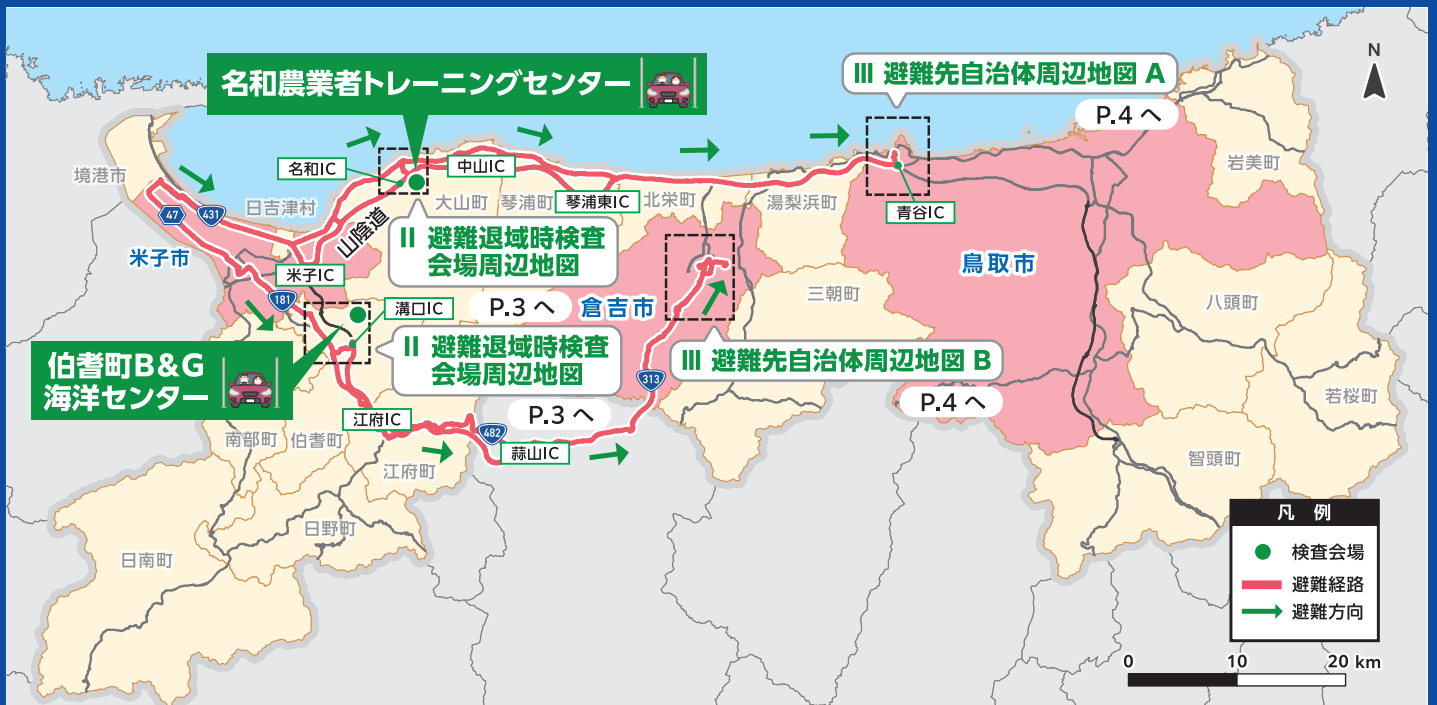 名和農業者トレーニングセンター
III 避難先自治体周辺地図 A
P.4 へ
N
境港市
名和IC
中山IC
岩美町
日吉津村
大山町
琴浦町
琴浦東IC
北栄町
湯梨浜町
青谷IC
47
431
山陰道
II 避難退域時検査
会場周辺地図
P.3 へ
米子市
米子IC
倉吉市
鳥取市
三朝町
八頭町
181
溝口IC
伯耆町B&G
海洋センター
II 避難退域時検査
会場周辺地図
P.3 へ
III 避難先自治体周辺地図 B
P.4 へ
313
若桜町
江府IC
482
蒜山IC
南部町
伯耆町
江府町
智頭町
日野町
日南町
凡 例
検査会場
避難経路
避難方向
0 10 20 km